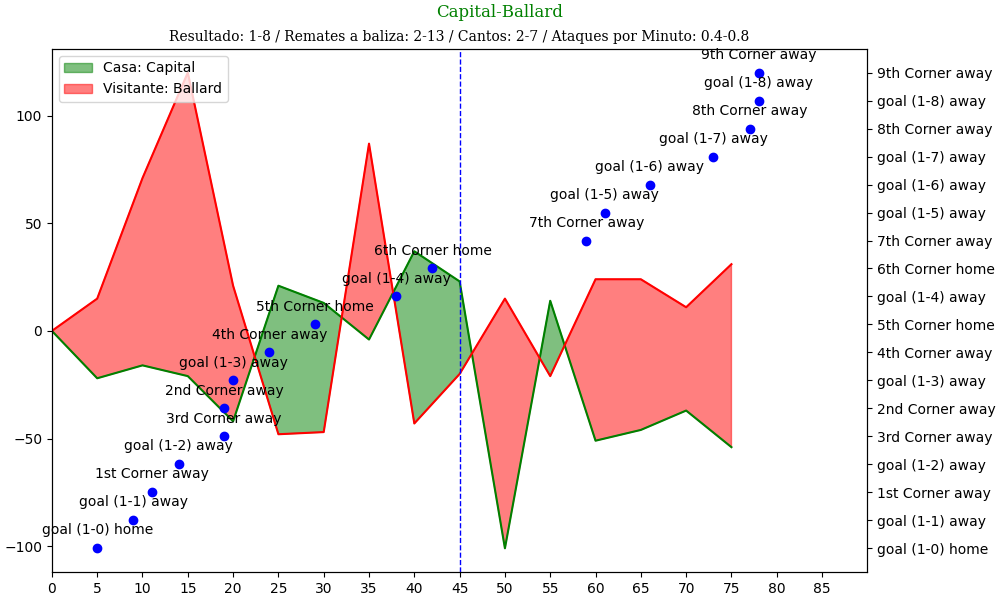 Capital-Ballard
Resultado: 1-8 / Remates a baliza: 2-13 / Cantos: 2-7 / Ataques por Minuto: 0.4-0.8
Casa: Capital
Visitante: Ballard
100
50
0
−50
−100
9th Corner away
goal (1-8) away
8th Corner away
goal (1-7) away
goal (1-6) away
goal (1-5) away
7th Corner away
6th Corner home
goal (1-4) away
5th Corner home
4th Corner away
goal (1-3) away
2nd Corner away
3rd Corner away
goal (1-2) away
1st Corner away
goal (1-1) away
goal (1-0) home
9th Corner away
goal (1-8) away
8th Corner away
goal (1-7) away
goal (1-6) away
goal (1-5) away
7th Corner away
6th Corner home
goal (1-4) away
5th Corner home
4th Corner away
goal (1-3) away
2nd Corner away
3rd Corner away
goal (1-2) away
1st Corner away
goal (1-1) away
goal (1-0) home
0 5 10 15 20 25 30 35 40 45 50 55 60 65 70 75 80 85